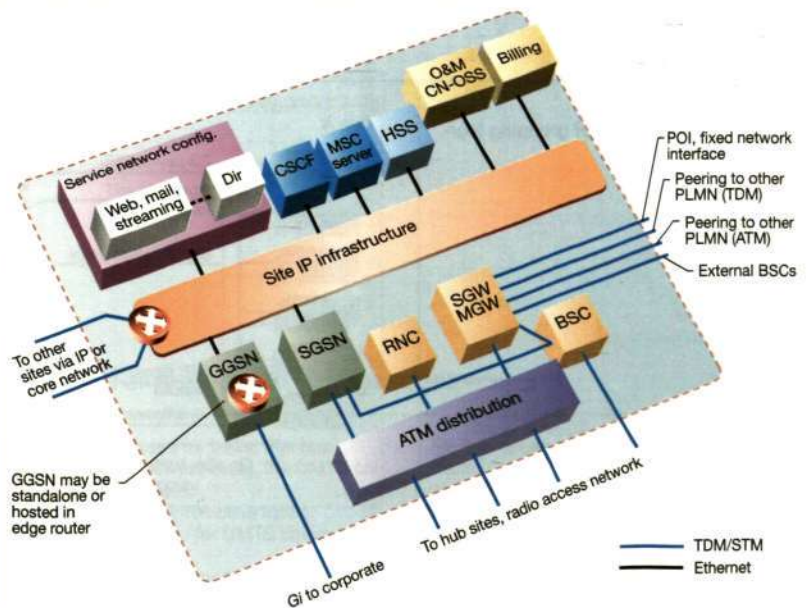 O&M
CN-OSS
Billing
Service network config.
Web, mail,
streaming
Dir
CSCF
MSC
server
HSS
POI, fixed network
interface
Peering to other
PLMN (TDM)
Peering to other
PLMN (ATM)
External BSCs
Site IP infrastructure
To other
sites via IP or
core network
GGSN
SGSN
RNC
SGW
MGW
BSC
ATM distribution
GGSN may be
standalone or
hosted in
edge router
To hub sites, radio access network
Gi to corporate
TDM/STM
Ethernet